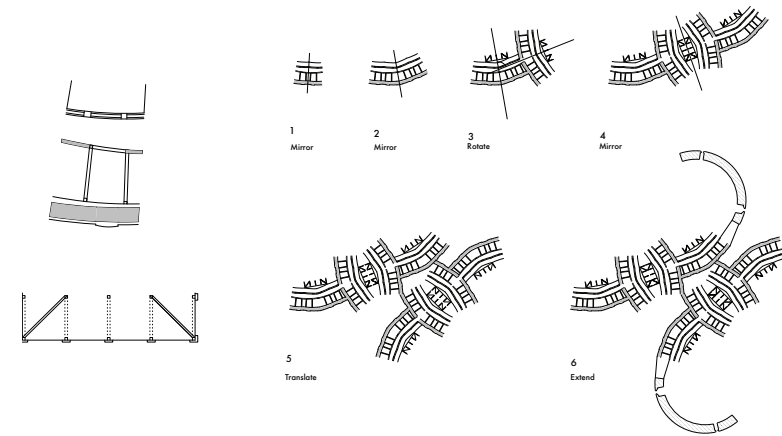 1
Mirror
2
Mirror
3
Rotate
4
Mirror
5
Translate
6
Extend